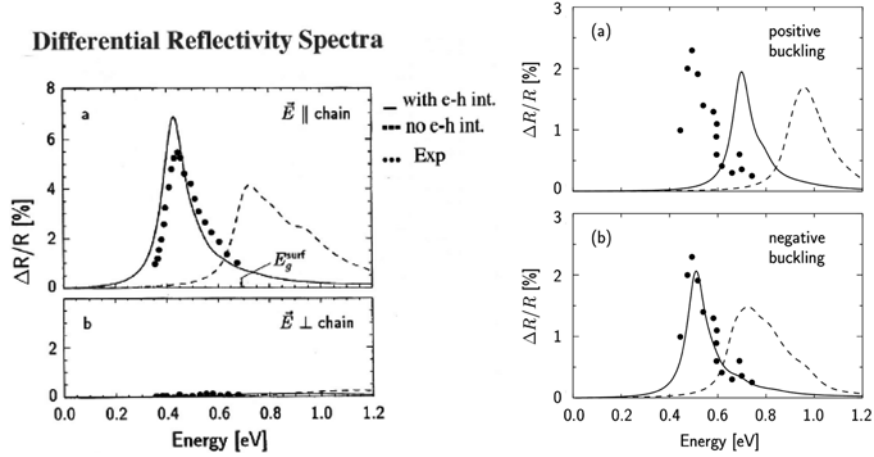 Differential Reflectivity Spectra
8
6
4
2
0
ΔR/R [%]
a
E⃗ ∥ chain
E_g^surf
with e-h int.
no e-h int.
Exp
b
E⃗ ⊥ chain
4
2
0
0.0 0.2 0.4 0.6 0.8 1.0 1.2
Energy [eV]
3
2
1
0
ΔR/R [%]
(a)
positive
buckling
3
2
1
0
ΔR/R [%]
(b)
negative
buckling
0.0 0.2 0.4 0.6 0.8 1.0 1.2
Energy [eV]